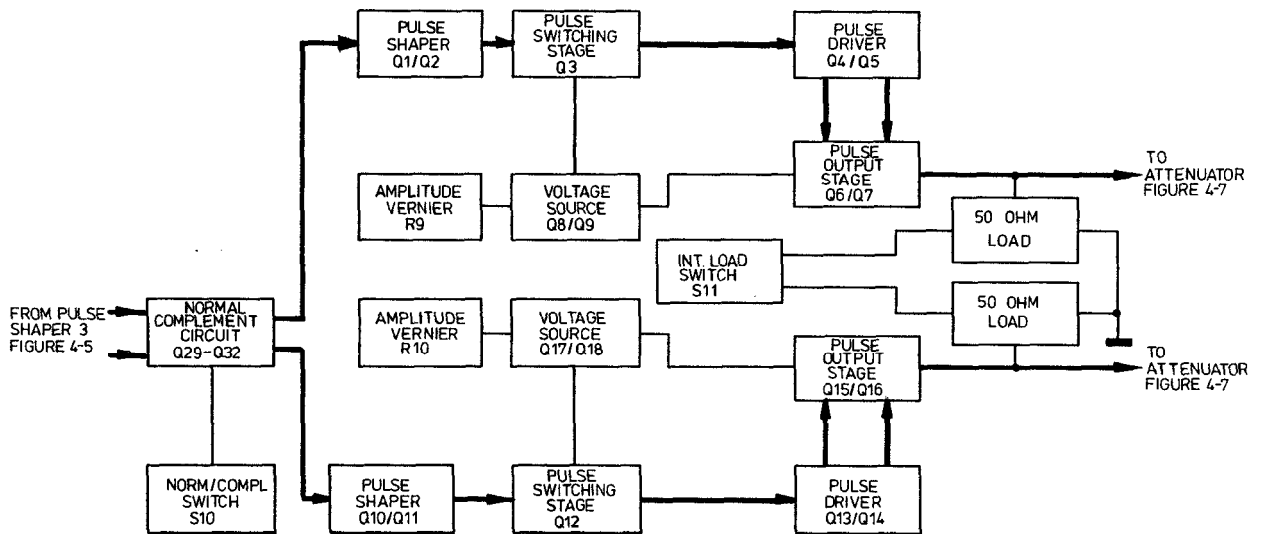 PULSE
SHAPER
Q1/Q2
PULSE
SWITCHING
STAGE
Q3
PULSE
DRIVER
Q4/Q5
AMPLITUDE
VERNIER
R9
VOLTAGE
SOURCE
Q8/Q9
PULSE
OUTPUT
STAGE
Q6/Q7
TO
ATTENUATOR
FIGURE 4-7
50 OHM
LOAD
INT. LOAD
SWITCH
S11
FROM PULSE
SHAPER 3
FIGURE 4-5
NORMAL
COMPLEMENT
CIRCUIT
Q29-Q32
AMPLITUDE
VERNIER
R10
VOLTAGE
SOURCE
Q17/Q18
50 OHM
LOAD
PULSE
OUTPUT
STAGE
Q15/Q16
TO
ATTENUATOR
FIGURE 4-7
NORM/COMPL
SWITCH
S10
PULSE
SHAPER
Q10/Q11
PULSE
SWITCHING
STAGE
Q12
PULSE
DRIVER
Q13/Q14